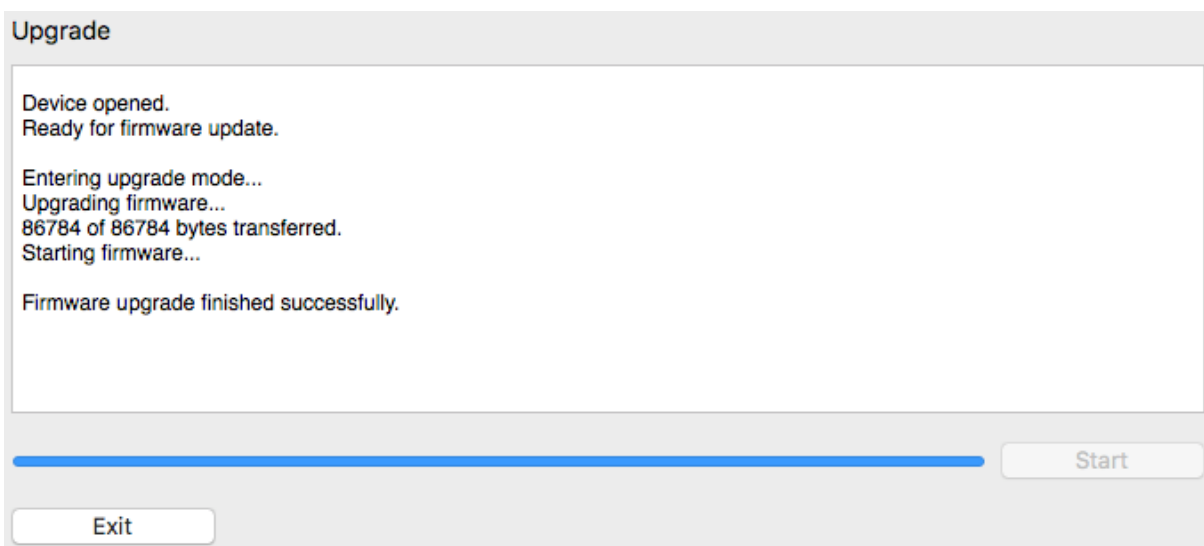 Upgrade
Device opened.
Ready for firmware update.
Entering upgrade mode...
Upgrading firmware...
86784 of 86784 bytes transferred.
Starting firmware...
Firmware upgrade finished successfully.
Start
Exit